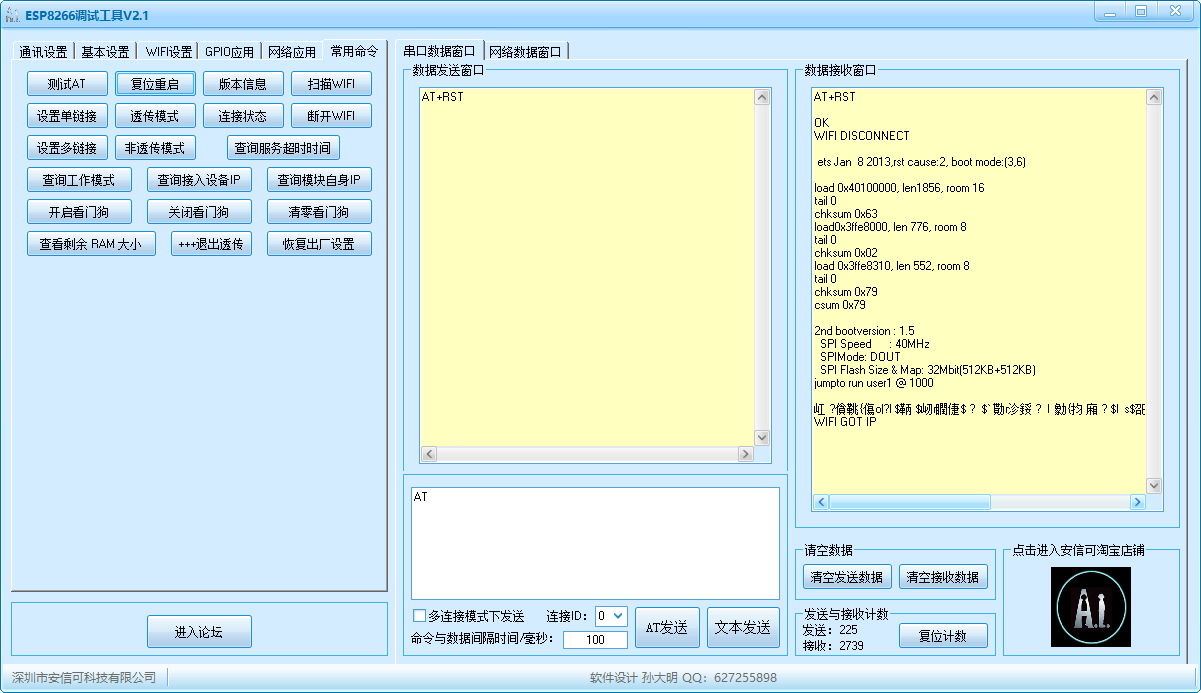 ESP8266调试工具V2.1
通讯设置 基本设置 WIFI设置 GPIO应用 网络应用 常用命令
测试AT 复位重启 版本信息 扫描WIFI
设置单链接 透传模式 连接状态 断开WIFI
设置多链接 非透传模式 查询服务超时时间
查询工作模式 查询接入设备IP 查询模块自身IP
开启看门狗 关闭看门狗 清零看门狗
查看剩余 RAM 大小 +++退出透传 恢复出厂设置
进入论坛
串口数据窗口 网络数据窗口
数据发送窗口
AT+RST
AT
多连接模式下发送 连接ID: 0
命令与数据间隔时间/毫秒: 100
AT发送 文本发送
数据接收窗口
AT+RST
OK
WIFI DISCONNECT
ets Jan  8 2013,rst cause:2, boot mode:(3,6)
load 0x40100000, len1856, room 16
tail 0
chksum 0x63
load0x3ffe8000, len 776, room 8
tail 0
chksum 0x02
load 0x3ffe8310, len 552, room 8
tail 0
chksum 0x79
csum 0x79
2nd bootversion : 1.5
SPI Speed      : 40MHz
SPIMode: DOUT
SPI Flash Size & Map: 32Mbit(512KB+512KB)
jumpto run user1 @ 1000
WIFI GOT IP
请空数据
清空发送数据 清空接收数据
发送与接收计数
发送: 225
接收: 2739
复位计数
点击进入安信可淘宝店铺
A.i.
深圳市安信可科技有限公司
软件设计 孙大明 QQ: 627255898